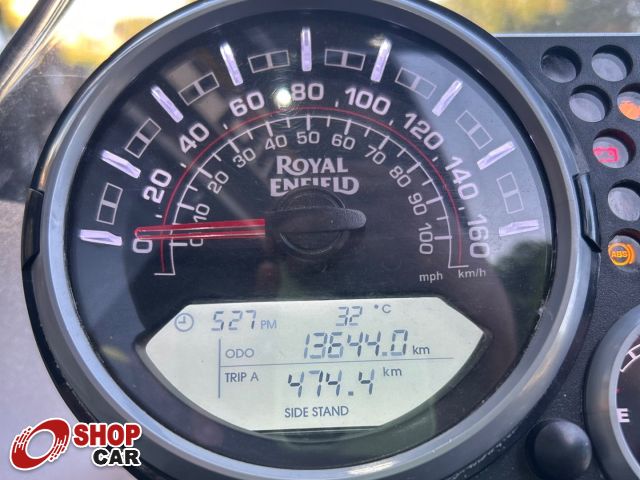 ROYAL
ENFIELD
0 20 40 60 80 100 120 140 160
0 10 20 30 40 50 60 70 80 90 100
mph km/h
5:27 PM 32 °C
ODO 13644.0 km
TRIP A 474.4 km
SIDE STAND
ABS
E
SHOP
CAR